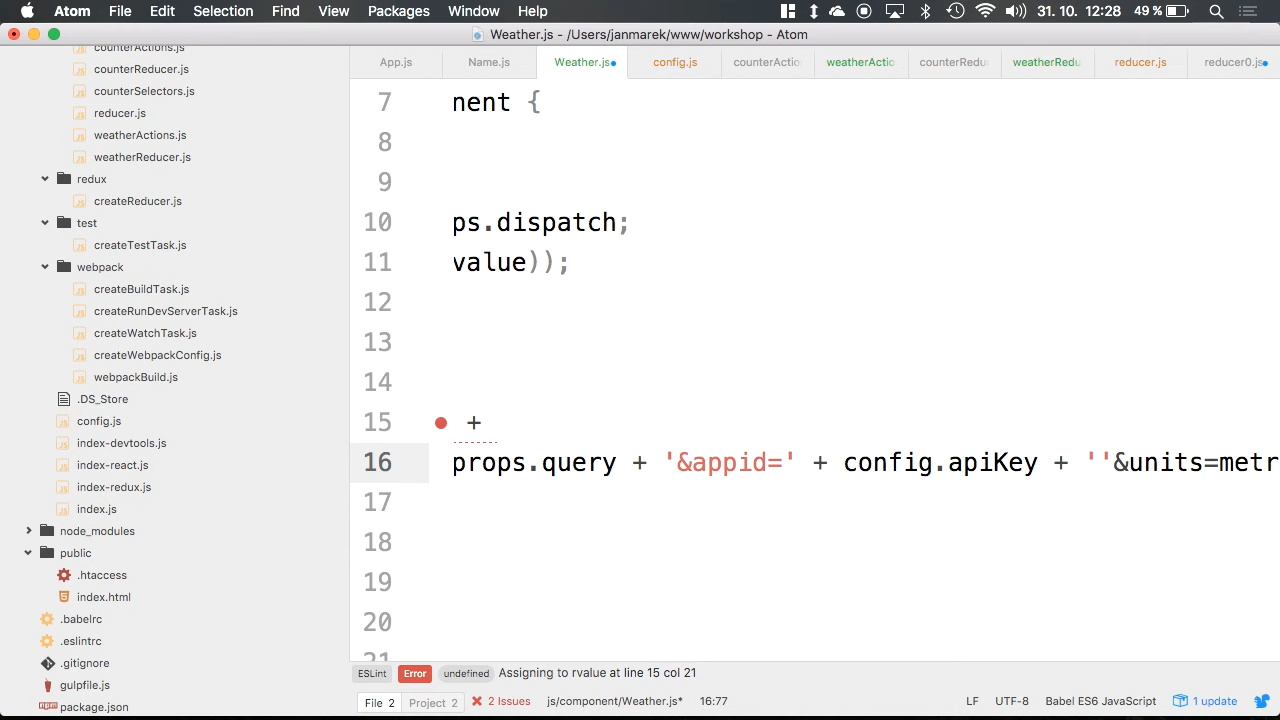 Atom File Edit Selection Find View Packages Window Help 31. 10. 12:28 49 %
Weather.js - /Users/janmarek/www/workshop - Atom
App.js Name.js Weather.js config.js counterActio weatherActio counterRedu weatherRedu reducer.js reducer0.js
counterActions.js
counterReducer.js
counterSelectors.js
reducer.js
weatherActions.js
weatherReducer.js
redux
createReducer.js
test
createTestTask.js
webpack
createBuildTask.js
createRunDevServerTask.js
createWatchTask.js
createWebpackConfig.js
webpackBuild.js
.DS_Store
config.js
index-devtools.js
index-react.js
index-redux.js
index.js
node_modules
public
.htaccess
index.html
.babelrc
.eslintrc
.gitignore
gulpfile.js
package.json
7 nent {
8
9
10 ps.dispatch;
11 value));
12
13
14
15 +
16 props.query + '&appid=' + config.apiKey + ''&units=metr
17
18
19
20
21
ESLint Error undefined Assigning to rvalue at line 15 col 21
File 2 Project 2 2 Issues js/component/Weather.js* 16:77 LF UTF-8 Babel ES6 JavaScript 1 update